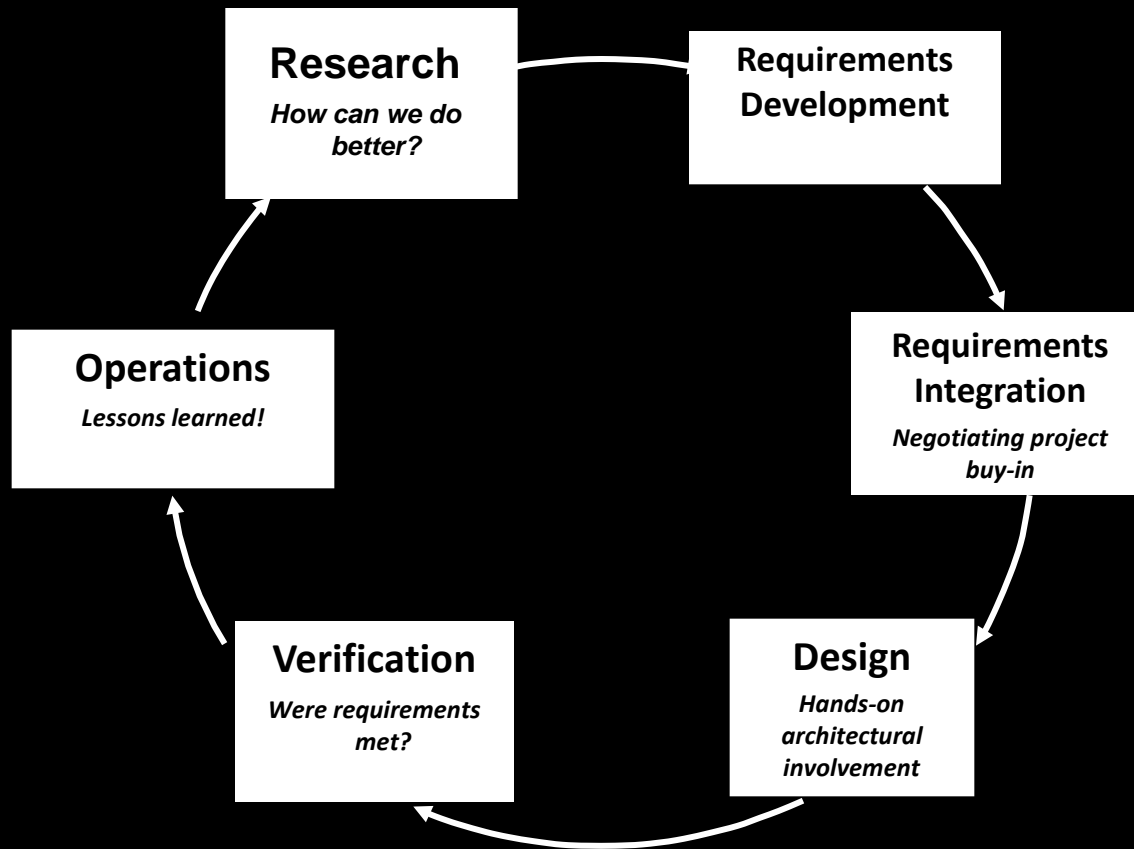 Research
How can we do
better?
Requirements
Development
Requirements
Integration
Negotiating project
buy-in
Design
Hands-on
architectural
involvement
Verification
Were requirements
met?
Operations
Lessons learned!